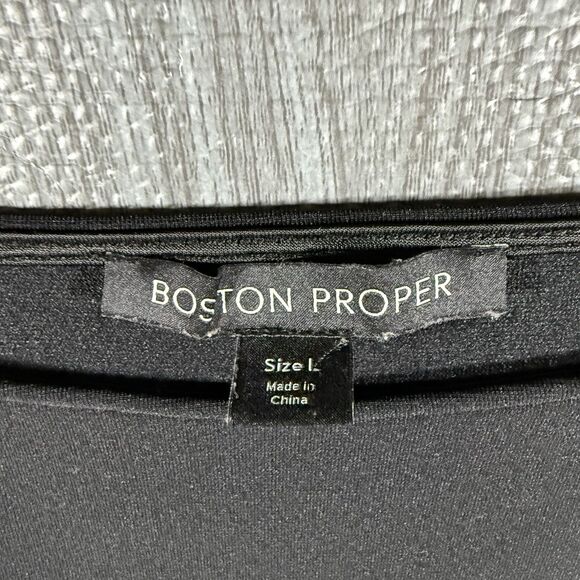 BOSTON PROPER
Size L
Made in
China